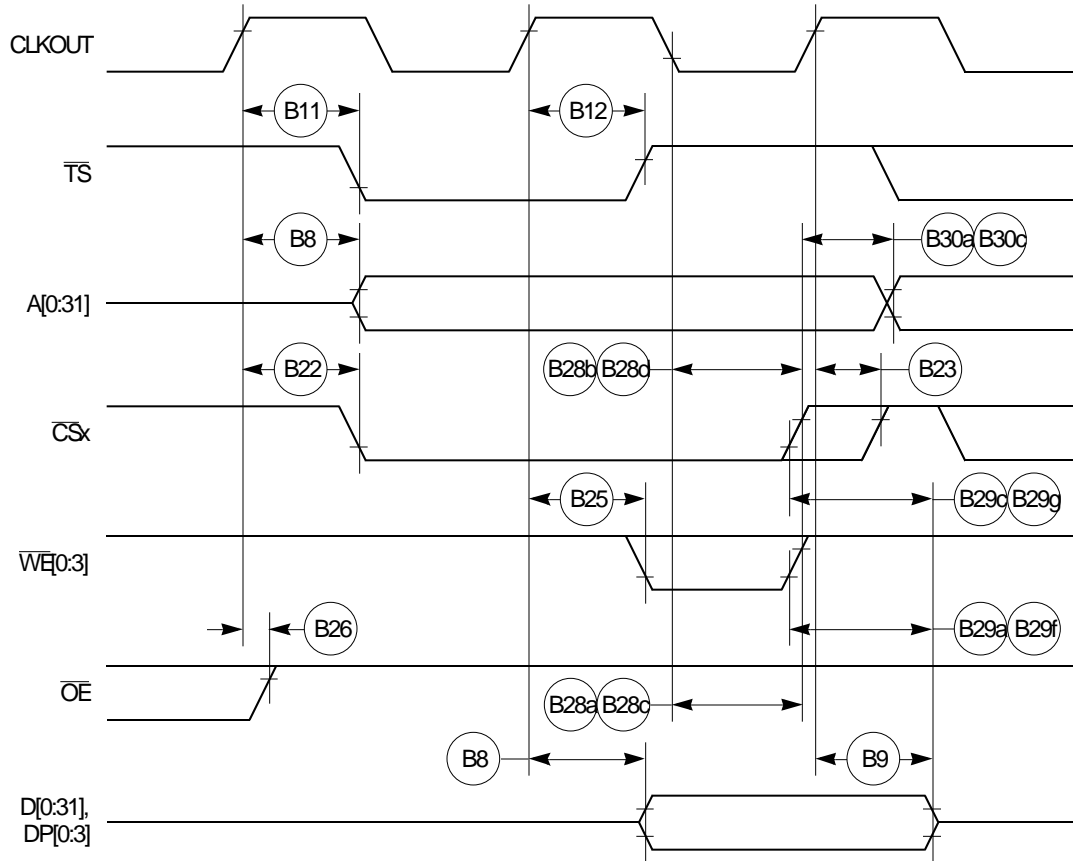 CLKOUT
B11
B12
TS
B8
B30a B30c
A[0:31]
B22
B28b B28d
B23
CSx
B25
B29c B29g
WE[0:3]
B26
B29a B29f
OE
B28a B28c
B8
B9
D[0:31],
DP[0:3]